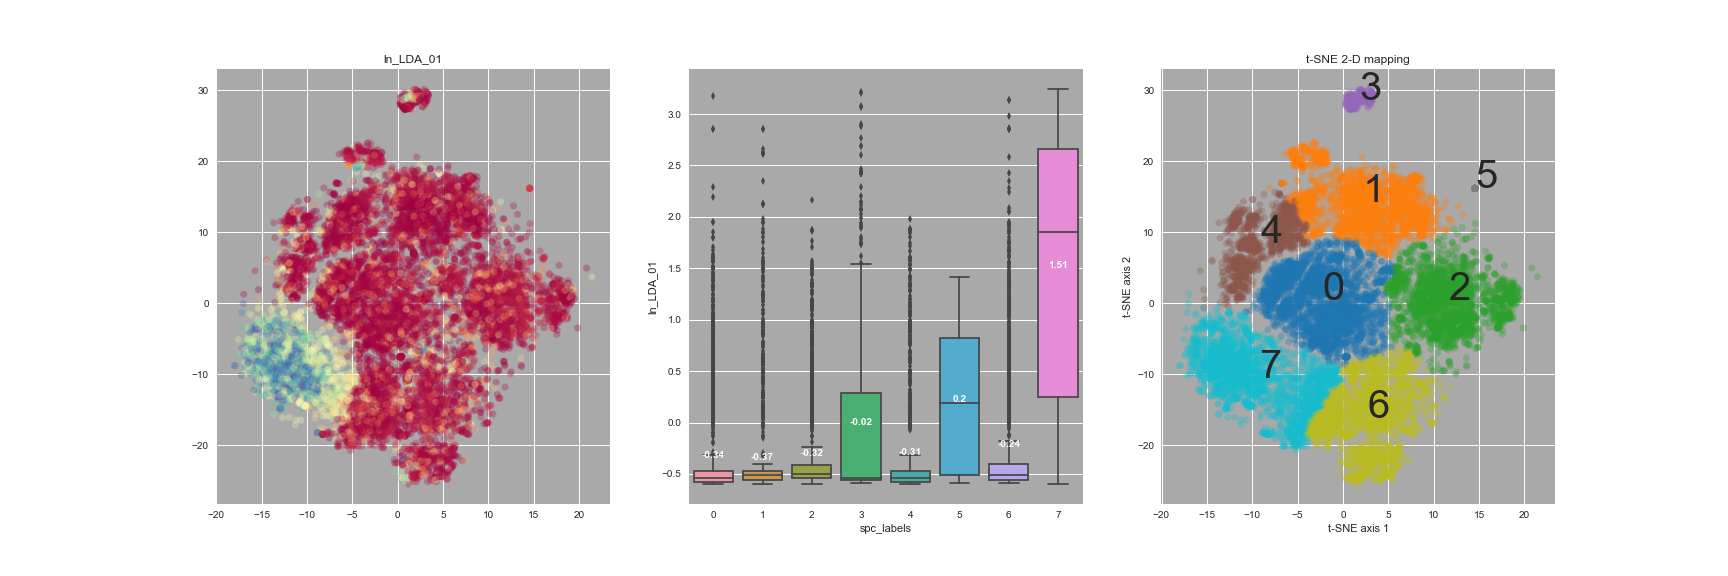 ln_LDA_01
30
20
10
0
−10
−20
−20 −15 −10 −5 0 5 10 15 20
ln_LDA_01
3.0
2.5
2.0
1.5
1.0
0.5
0.0
−0.5
-0.34 -0.37 -0.32 -0.02 -0.31 0.2 -0.24 1.51
0 1 2 3 4 5 6 7
spc_labels
t-SNE 2-D mapping
t-SNE axis 2
30
20
10
0
−10
−20
3
5
1
4
0
2
7
6
−20 −15 −10 −5 0 5 10 15 20
t-SNE axis 1